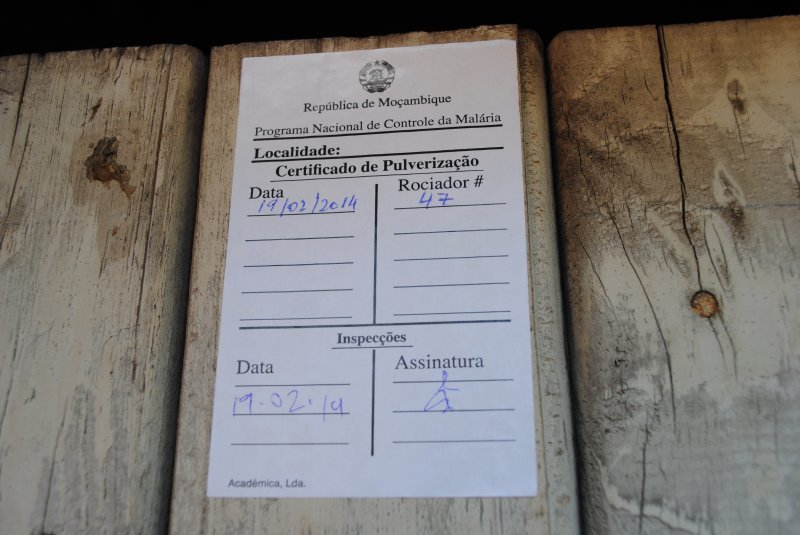 República de Moçambique
Programa Nacional de Controle da Malária
Localidade:
Certificado de Pulverização
Data Rociador #
19/02/2014 47
Inspecções
Data Assinatura
19-02-14
Académica, Lda.